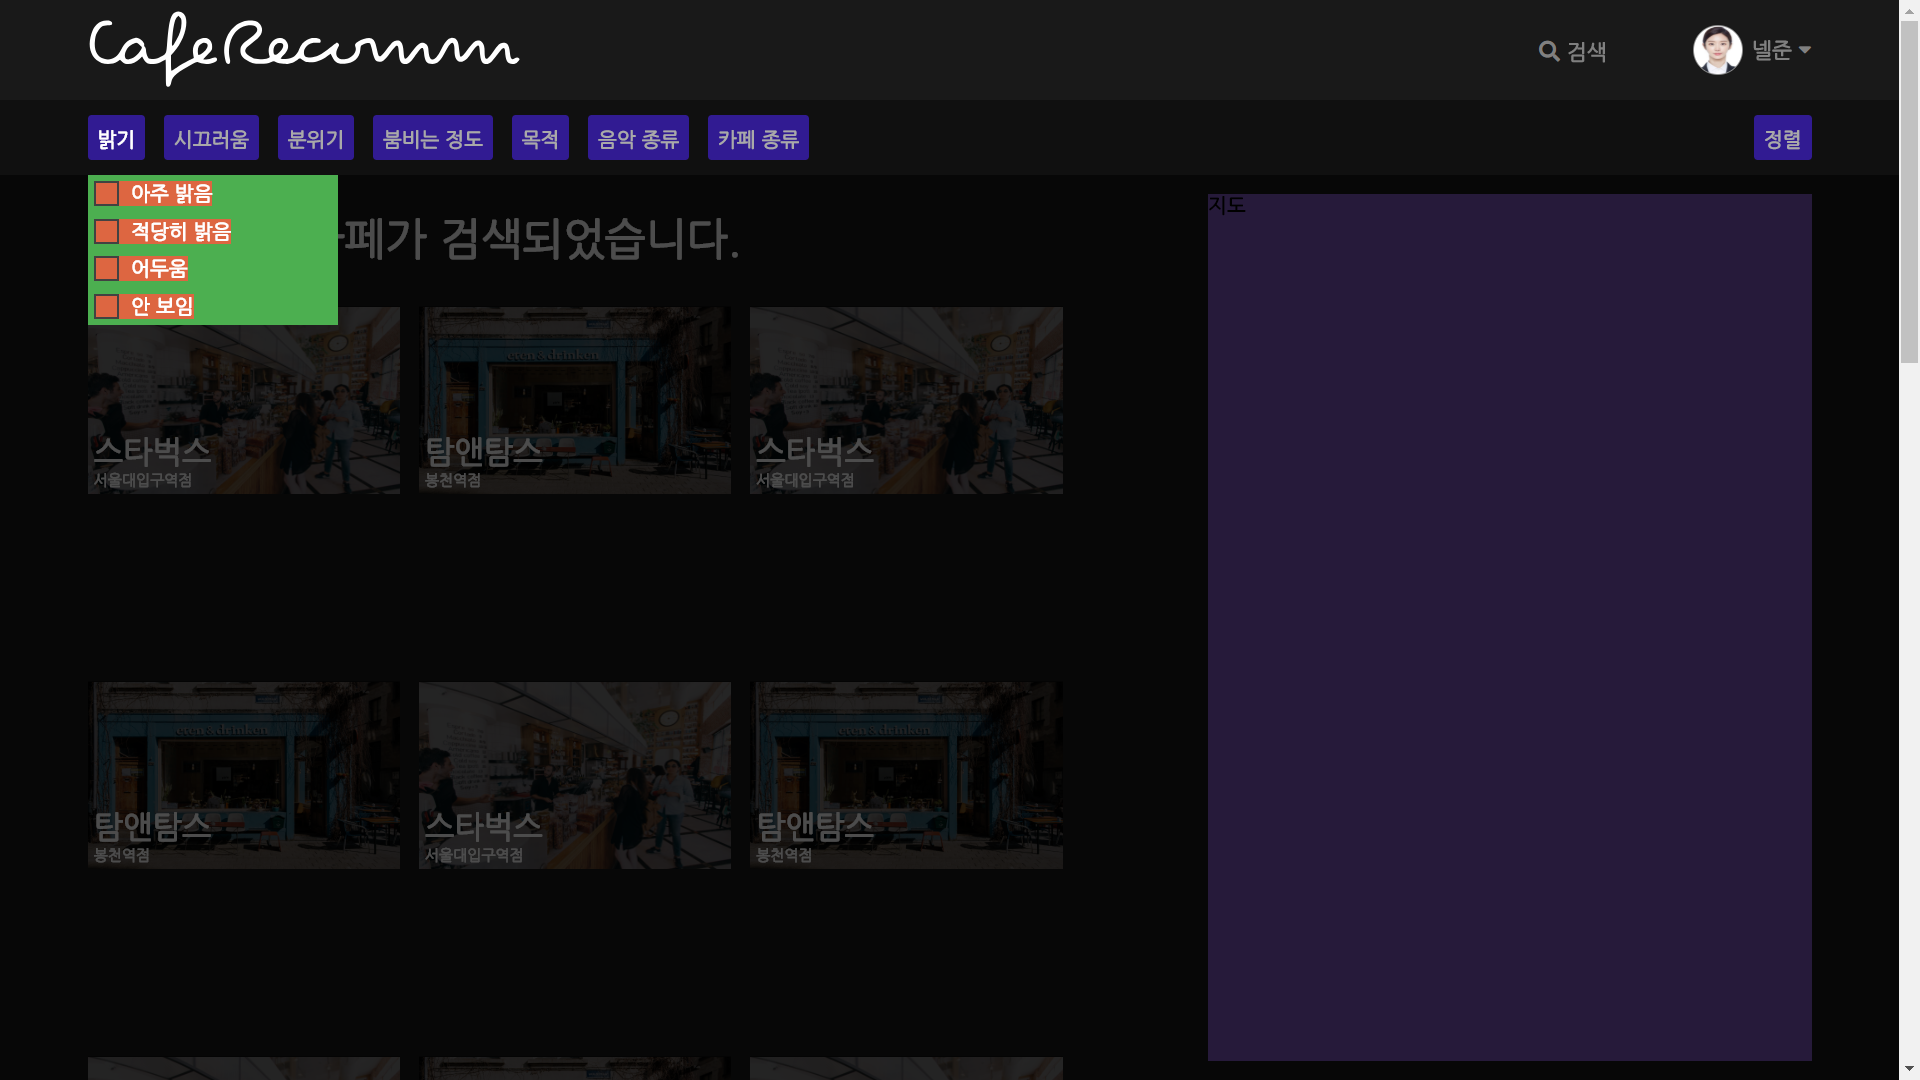 CafeRecomm
검색
넬준
밝기
시끄러움
분위기
붐비는 정도
목적
음악 종류
카페 종류
정렬
아주 밝음
적당히 밝음
어두움
안 보임
페가 검색되었습니다.
지도
eten & drinken
스타벅스
서울대입구역점
탐앤탐스
봉천역점
스타벅스
서울대입구역점
eten & drinken
eten & drinken
탐앤탐스
봉천역점
스타벅스
서울대입구역점
탐앤탐스
봉천역점